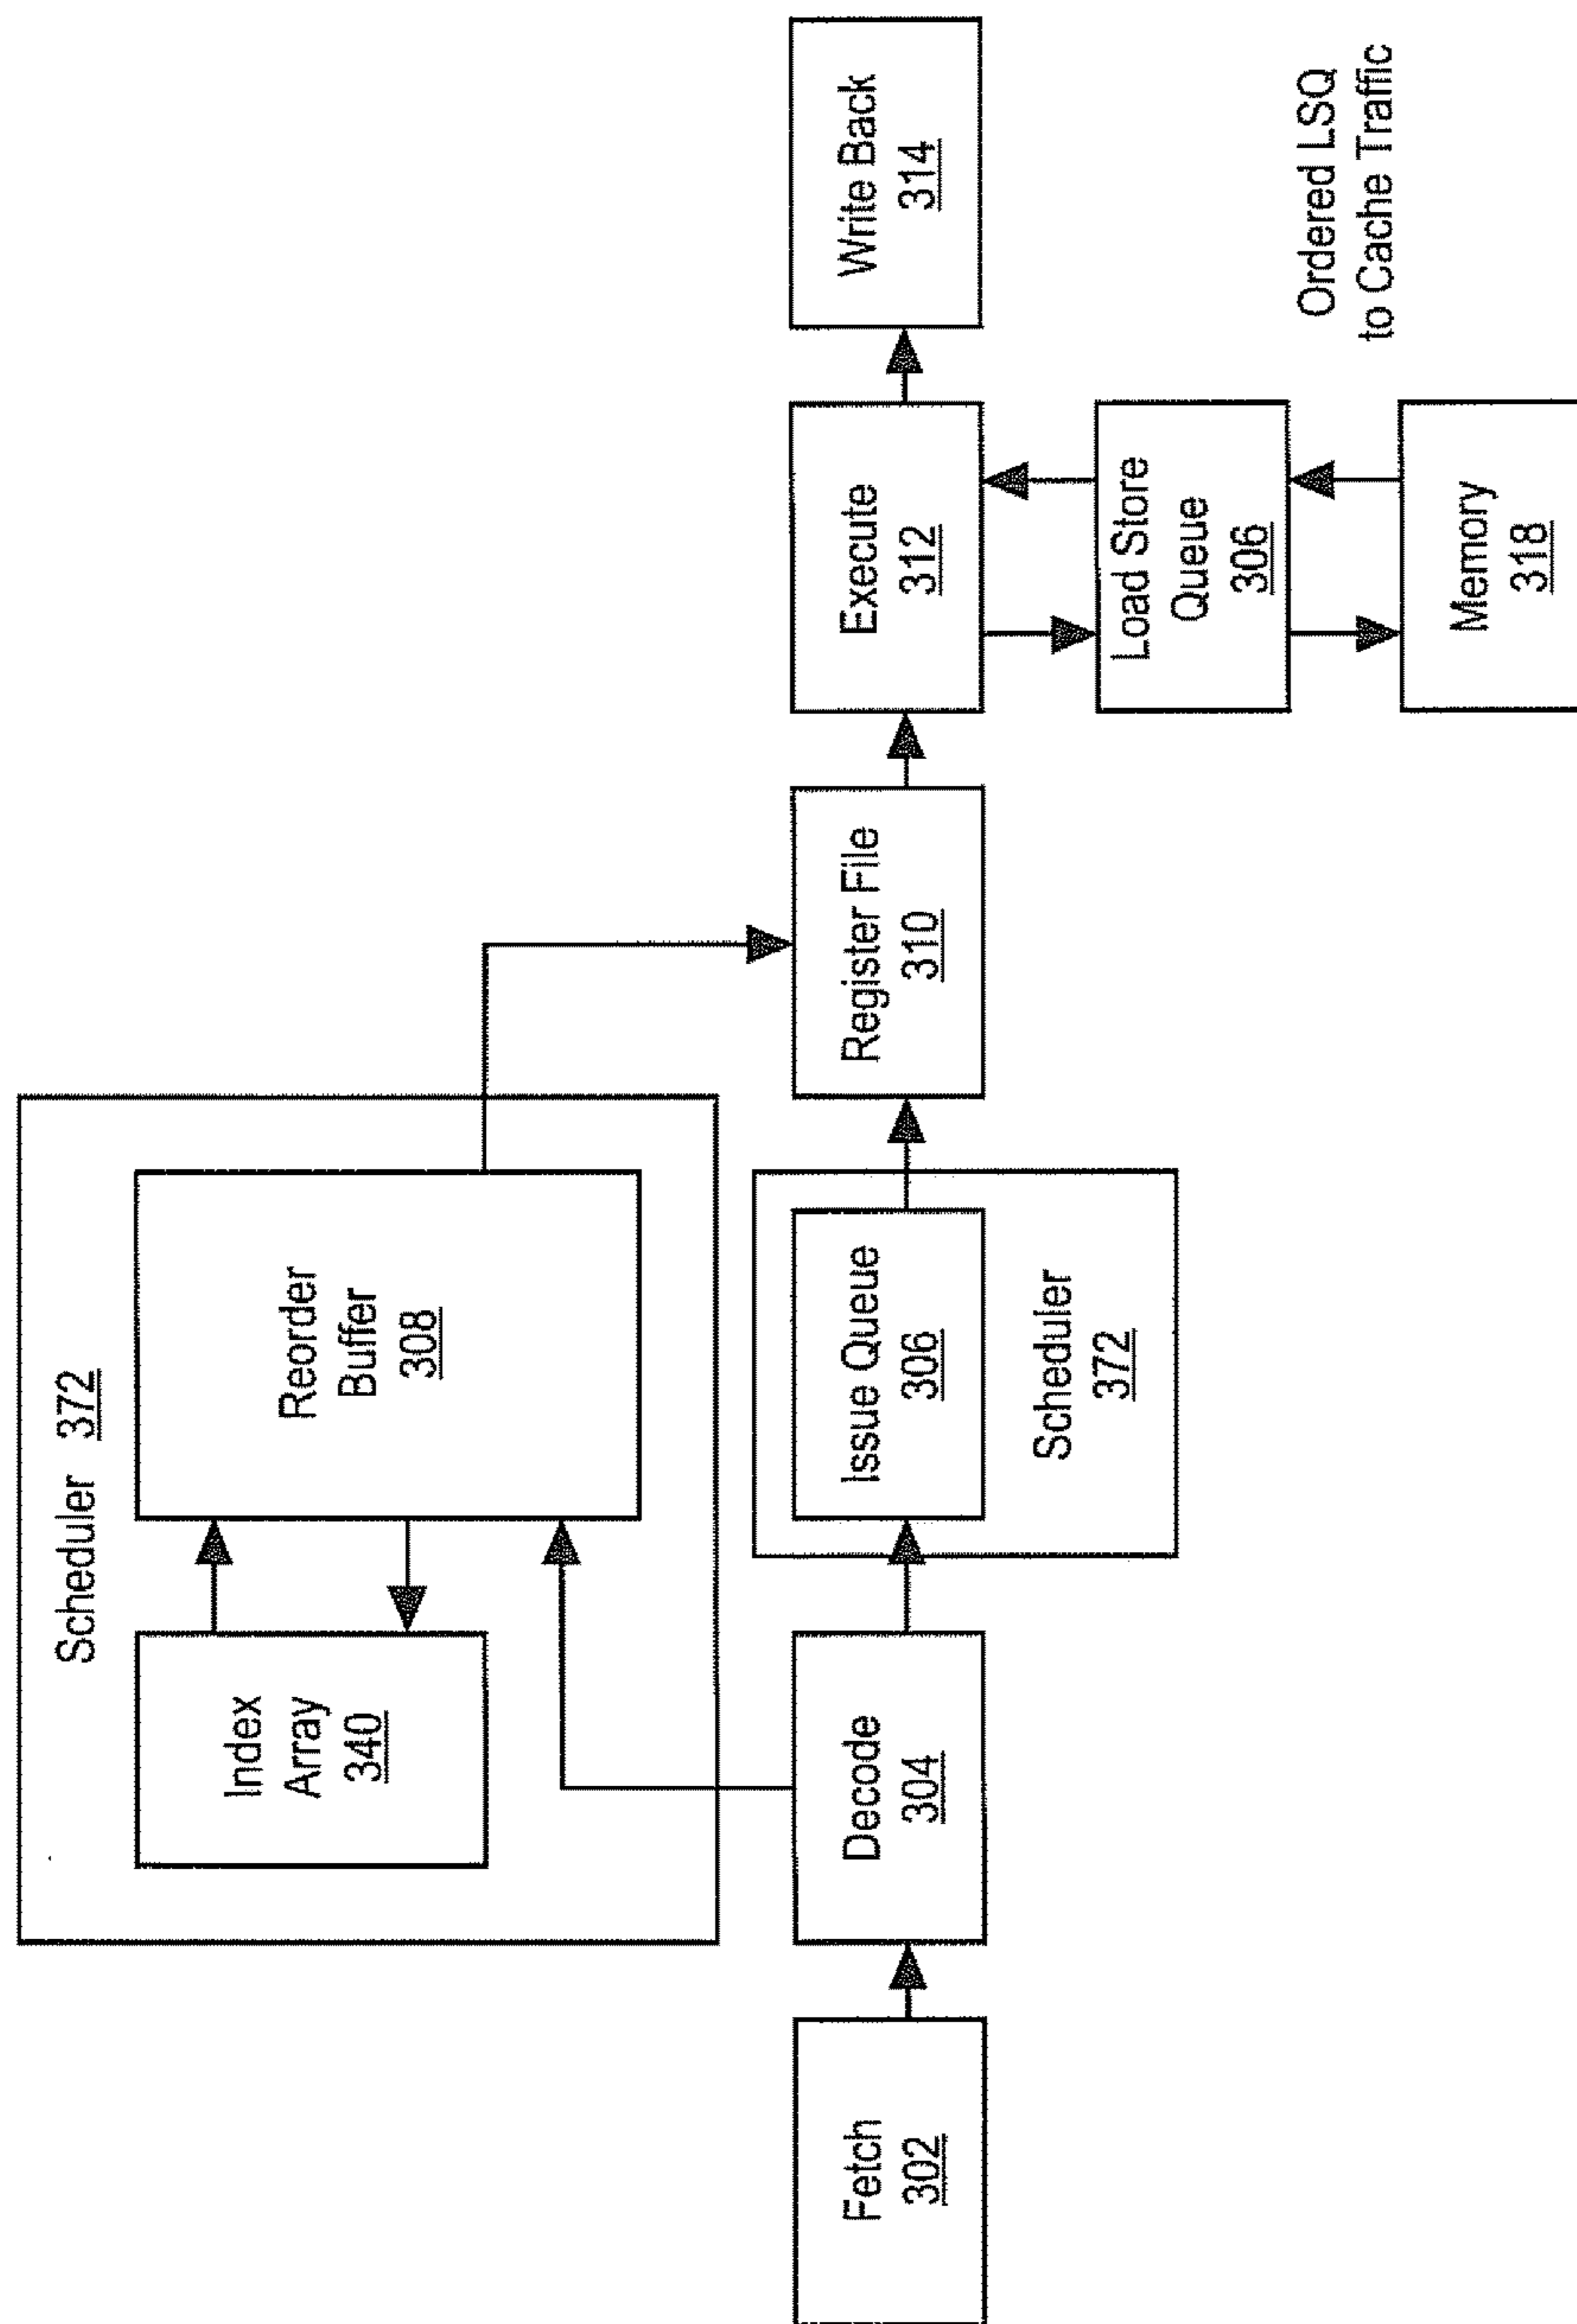 Scheduler 372
Index
Array
340
Reorder
Buffer
308
Fetch
302
Decode
304
Issue Queue
306
Scheduler
372
Register File
310
Execute
312
Write Back
314
Load Store
Queue
306
Memory
318
Ordered LSQ
to Cache Traffic